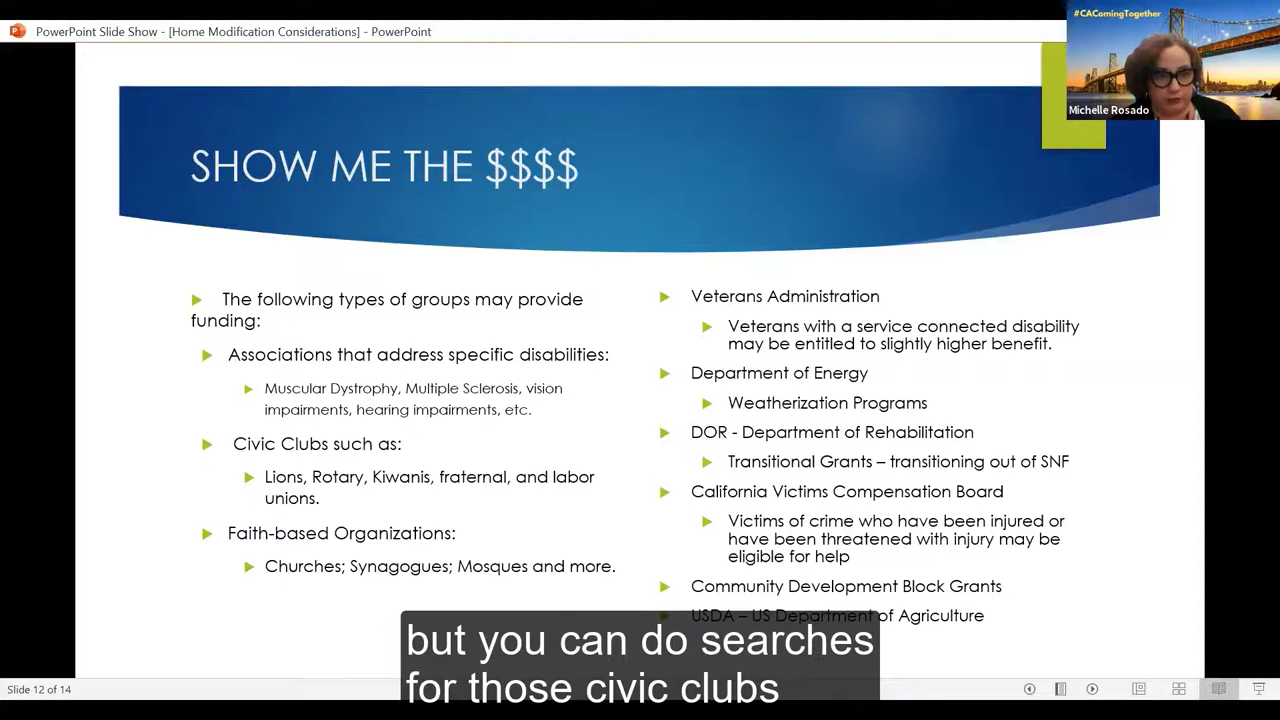 PowerPoint Slide Show - [Home Modification Considerations] - PowerPoint
#CAComingTogether
Michelle Rosado
SHOW ME THE $$$$
The following types of groups may provide
funding:
Associations that address specific disabilities:
Muscular Dystrophy, Multiple Sclerosis, vision
impairments, hearing impairments, etc.
Civic Clubs such as:
Lions, Rotary, Kiwanis, fraternal, and labor
unions.
Faith-based Organizations:
Churches; Synagogues; Mosques and more.
Veterans Administration
Veterans with a service connected disability
may be entitled to slightly higher benefit.
Department of Energy
Weatherization Programs
DOR - Department of Rehabilitation
Transitional Grants – transitioning out of SNF
California Victims Compensation Board
Victims of crime who have been injured or
have been threatened with injury may be
eligible for help
Community Development Block Grants
USDA – US Department of Agriculture
but you can do searches
for those civic clubs
Slide 12 of 14